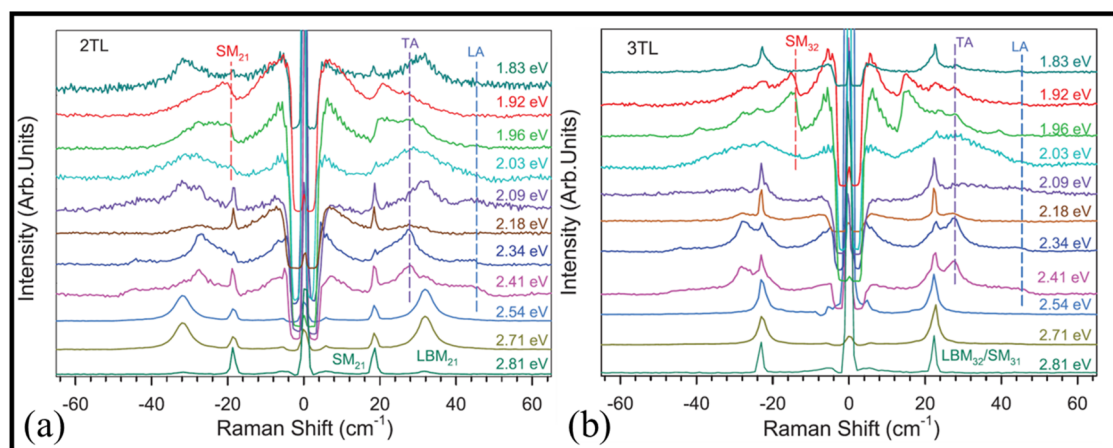 2TL
SM21
TA
LA
1.83 eV
1.92 eV
1.96 eV
2.03 eV
2.09 eV
2.18 eV
2.34 eV
2.41 eV
2.54 eV
2.71 eV
SM21
LBM21
2.81 eV
Intensity (Arb.Units)
-60
-40
-20
0
20
40
60
(a)
Raman Shift (cm-1)
3TL
SM32
TA
LA
1.83 eV
1.92 eV
1.96 eV
2.03 eV
2.09 eV
2.18 eV
2.34 eV
2.41 eV
2.54 eV
2.71 eV
LBM32/SM31
2.81 eV
Intensity (Arb.Units)
-60
-40
-20
0
20
40
60
(b)
Raman Shift (cm-1)